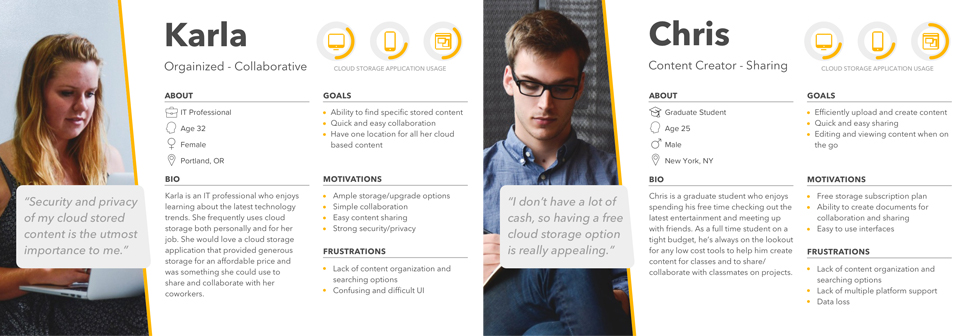 Karla
Orgainized - Collaborative
CLOUD STORAGE APPLICATION USAGE
ABOUT
IT Professional
Age 32
Female
Portland, OR
BIO
Karla is an IT professional who enjoys
learning about the latest technology
trends. She frequently uses cloud
storage both personally and for her
job. She would love a cloud storage
application that provided generous
storage for an affordable price and
was something she could use to
share and collaborate with her
coworkers.
GOALS
Ability to find specific stored content
Quick and easy collaboration
Have one location for all her cloud
based content
MOTIVATIONS
Ample storage/upgrade options
Simple collaboration
Easy content sharing
Strong security/privacy
FRUSTRATIONS
Lack of content organization and
searching options
Confusing and difficult UI
“Security and privacy
of my cloud stored
content is the utmost
importance to me.”
Chris
Content Creator - Sharing
CLOUD STORAGE APPLICATION USAGE
ABOUT
Graduate Student
Age 25
Male
New York, NY
BIO
Chris is a graduate student who enjoys
spending his free time checking out the
latest entertainment and meeting up
with friends. As a full time student on a
tight budget, he's always on the lookout
for any low cost tools to help him create
content for classes and to share/
collaborate with classmates on projects.
GOALS
Efficiently upload and create content
Quick and easy sharing
Editing and viewing content when on
the go
MOTIVATIONS
Free storage subscription plan
Ability to create documents for
collaboration and sharing
Easy to use interfaces
FRUSTRATIONS
Lack of content organization and
searching options
Lack of multiple platform support
Data loss
“I don’t have a lot of
cash, so having a free
cloud storage option
is really appealing.”